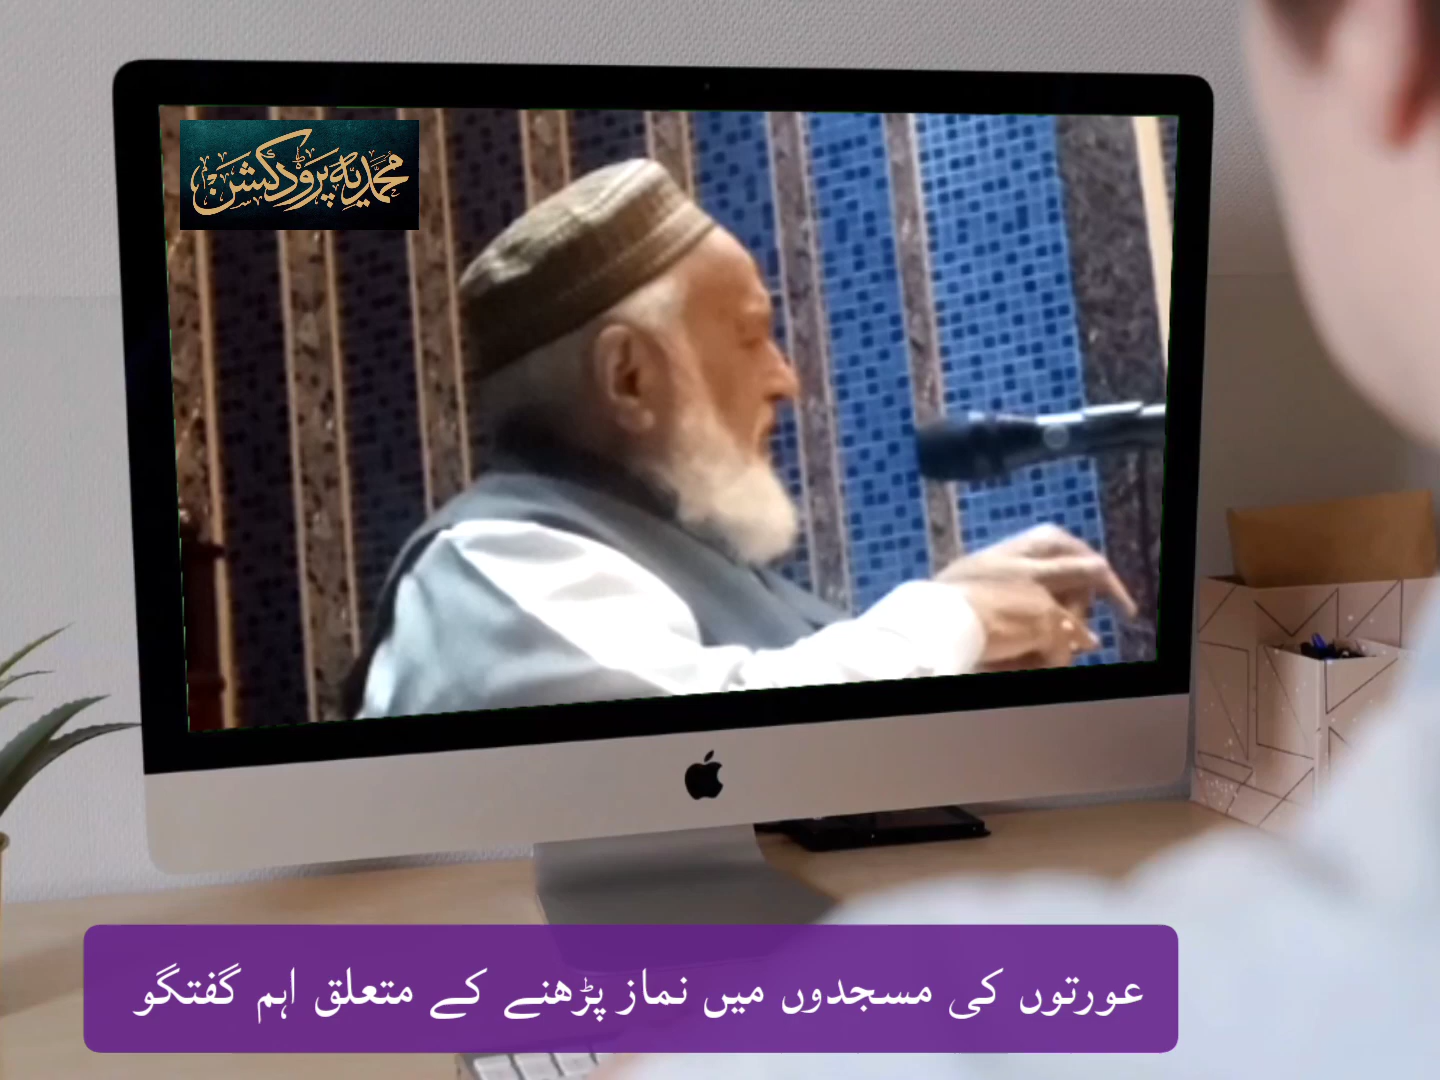 محمدیہ پروڈکشن
عورتوں کی مسجدوں میں نماز پڑھنے کے متعلق اہم گفتگو